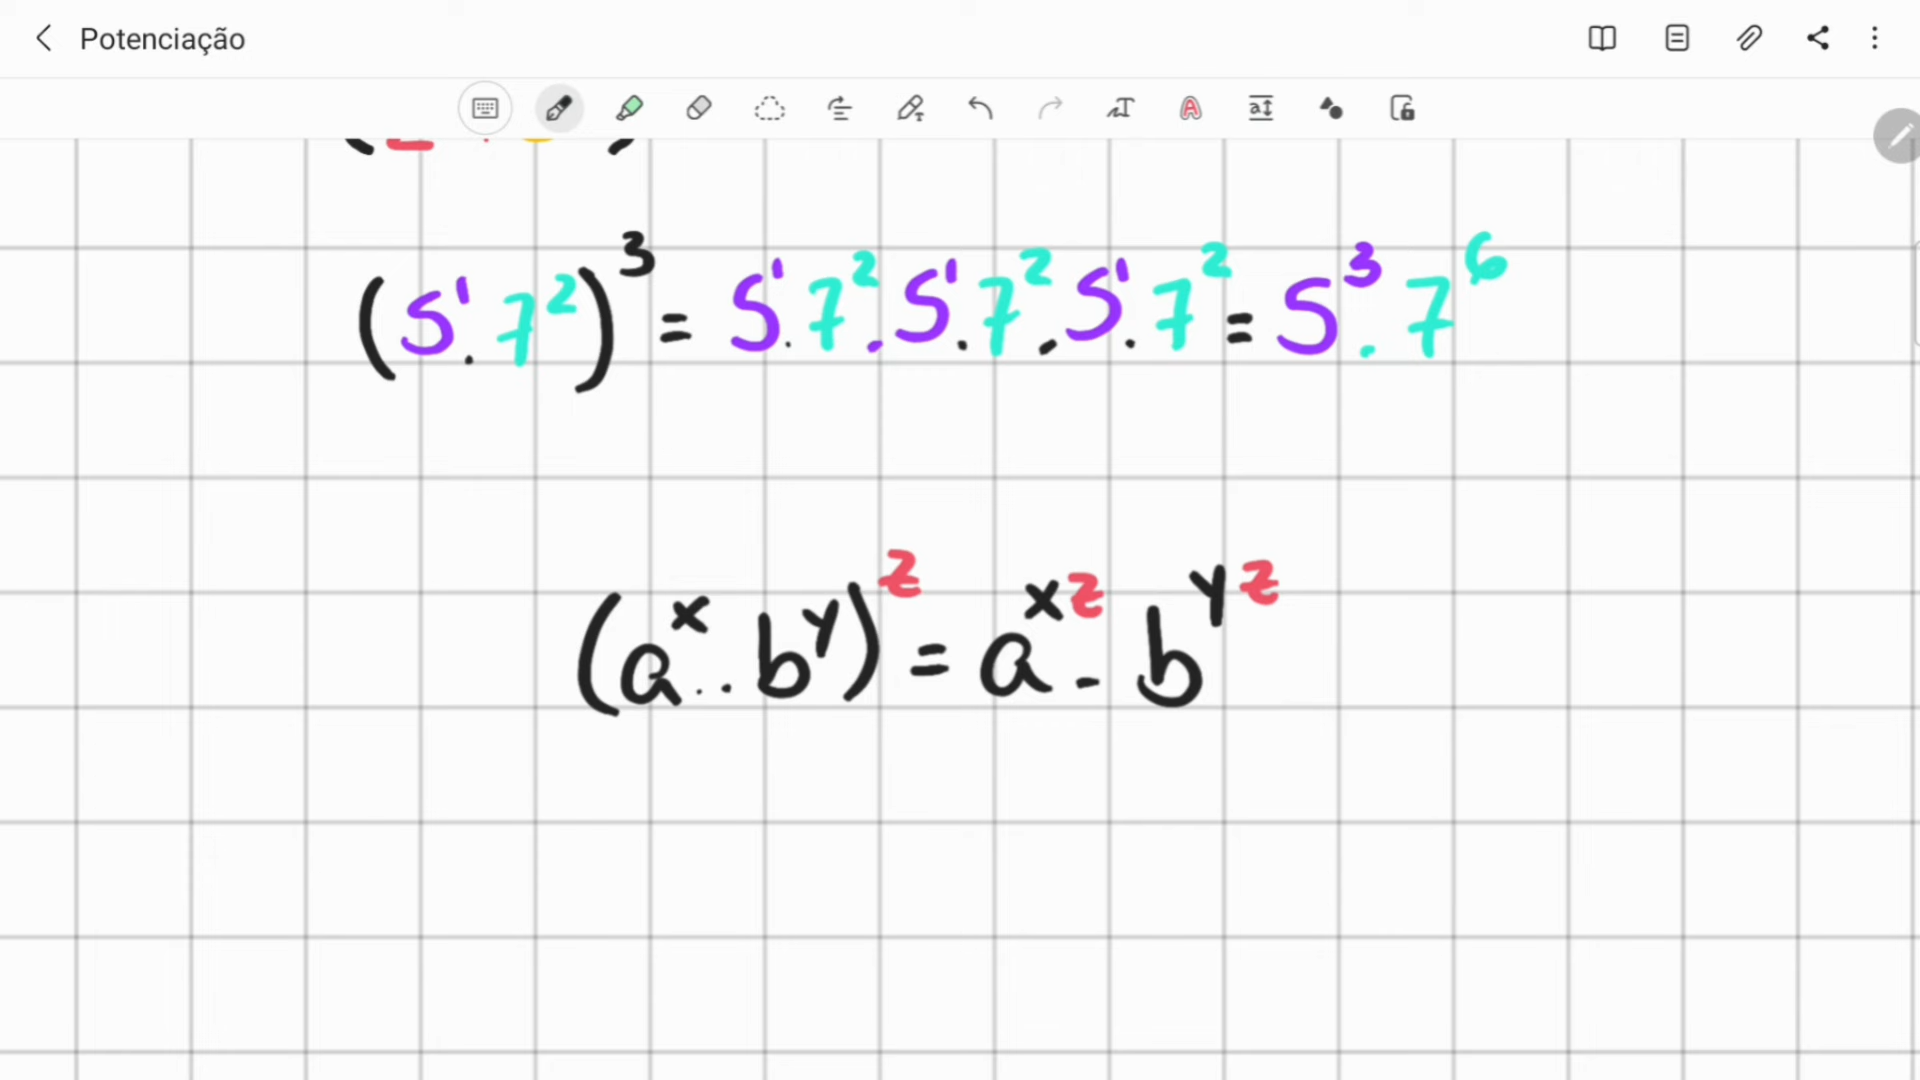 Potenciação
(5¹.7²)³ = 5¹.7².5¹.7².5¹.7² = 5³.7⁶
(aˣ..bʸ)ᶻ = aˣᶻ - bʸᶻ